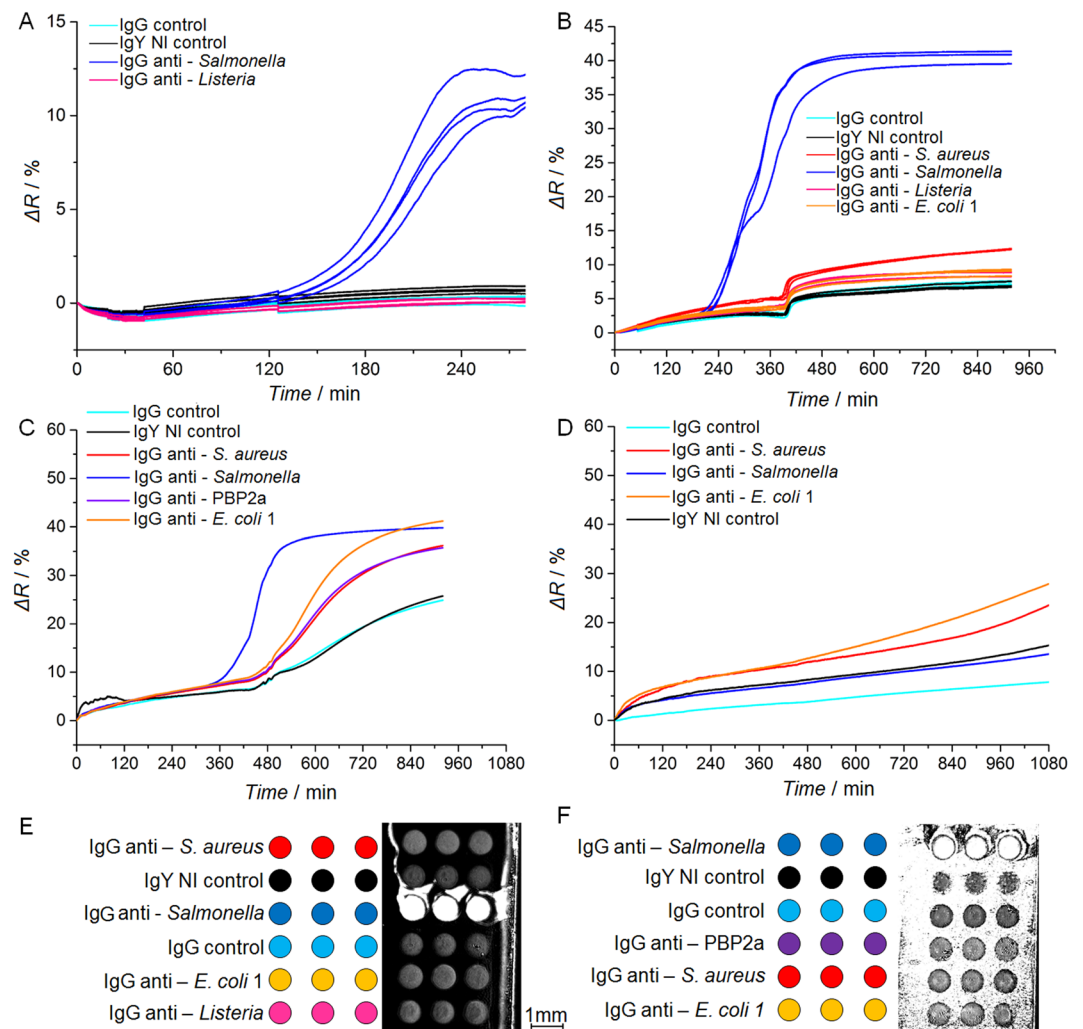 A
IgG control
IgY NI control
IgG anti - Salmonella
IgG anti - Listeria
15
10
5
0
ΔR / %
0 60 120 180 240
Time / min
B
45
40
35
30
25
20
15
10
5
0
ΔR / %
IgG control
IgY NI control
IgG anti - S. aureus
IgG anti - Salmonella
IgG anti - Listeria
IgG anti - E. coli 1
0 120 240 360 480 600 720 840 960
Time / min
C
IgG control
IgY NI control
IgG anti - S. aureus
IgG anti - Salmonella
IgG anti - PBP2a
IgG anti - E. coli 1
60
50
40
30
20
10
0
ΔR / %
0 120 240 360 480 600 720 840 960 1080
Time / min
D
IgG control
IgG anti - S. aureus
IgG anti - Salmonella
IgG anti - E. coli 1
IgY NI control
60
50
40
30
20
10
0
ΔR / %
0 120 240 360 480 600 720 840 960 1080
Time / min
E
IgG anti – S. aureus
IgY NI control
IgG anti - Salmonella
IgG control
IgG anti – E. coli 1
IgG anti – Listeria
1mm
F
IgG anti – Salmonella
IgY NI control
IgG control
IgG anti – PBP2a
IgG anti – S. aureus
IgG anti – E. coli 1